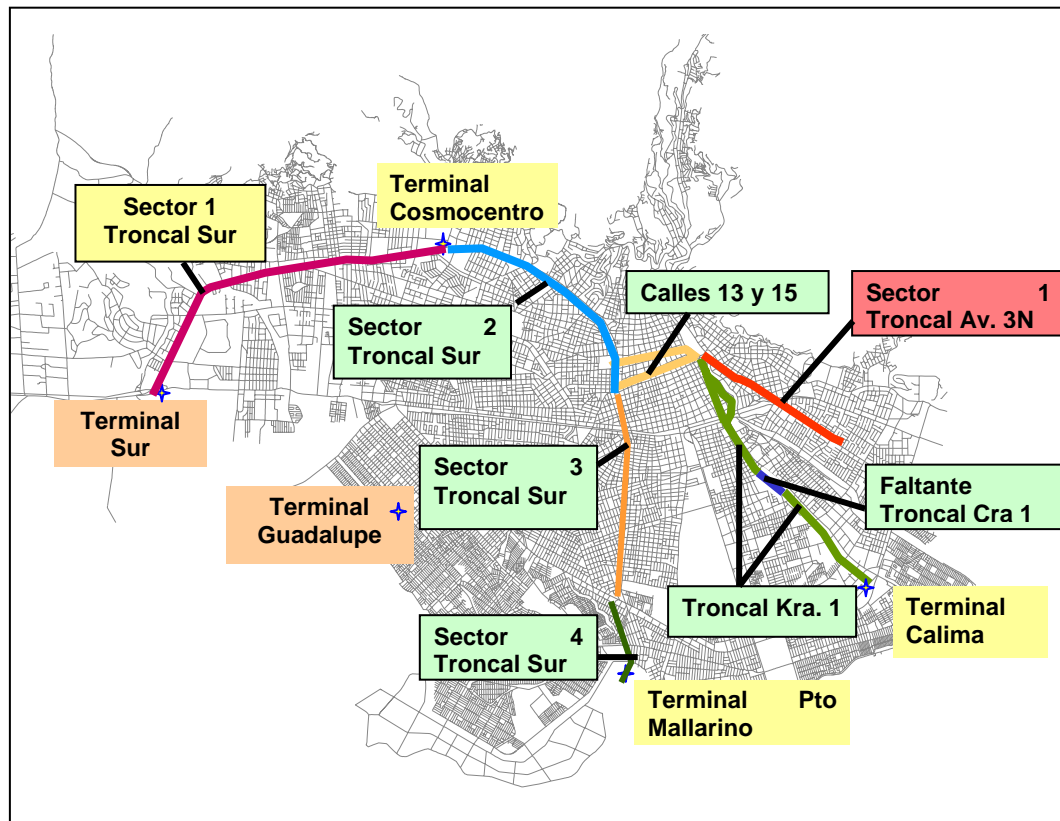 Terminal
Cosmocentro
Sector 1
Troncal Sur
Calles 13 y 15
Sector 1
Troncal Av. 3N
Sector 2
Troncal Sur
Terminal
Sur
Sector 3
Troncal Sur
Faltante
Troncal Cra 1
Terminal
Guadalupe
Troncal Kra. 1
Terminal
Calima
Sector 4
Troncal Sur
Terminal Pto
Mallarino